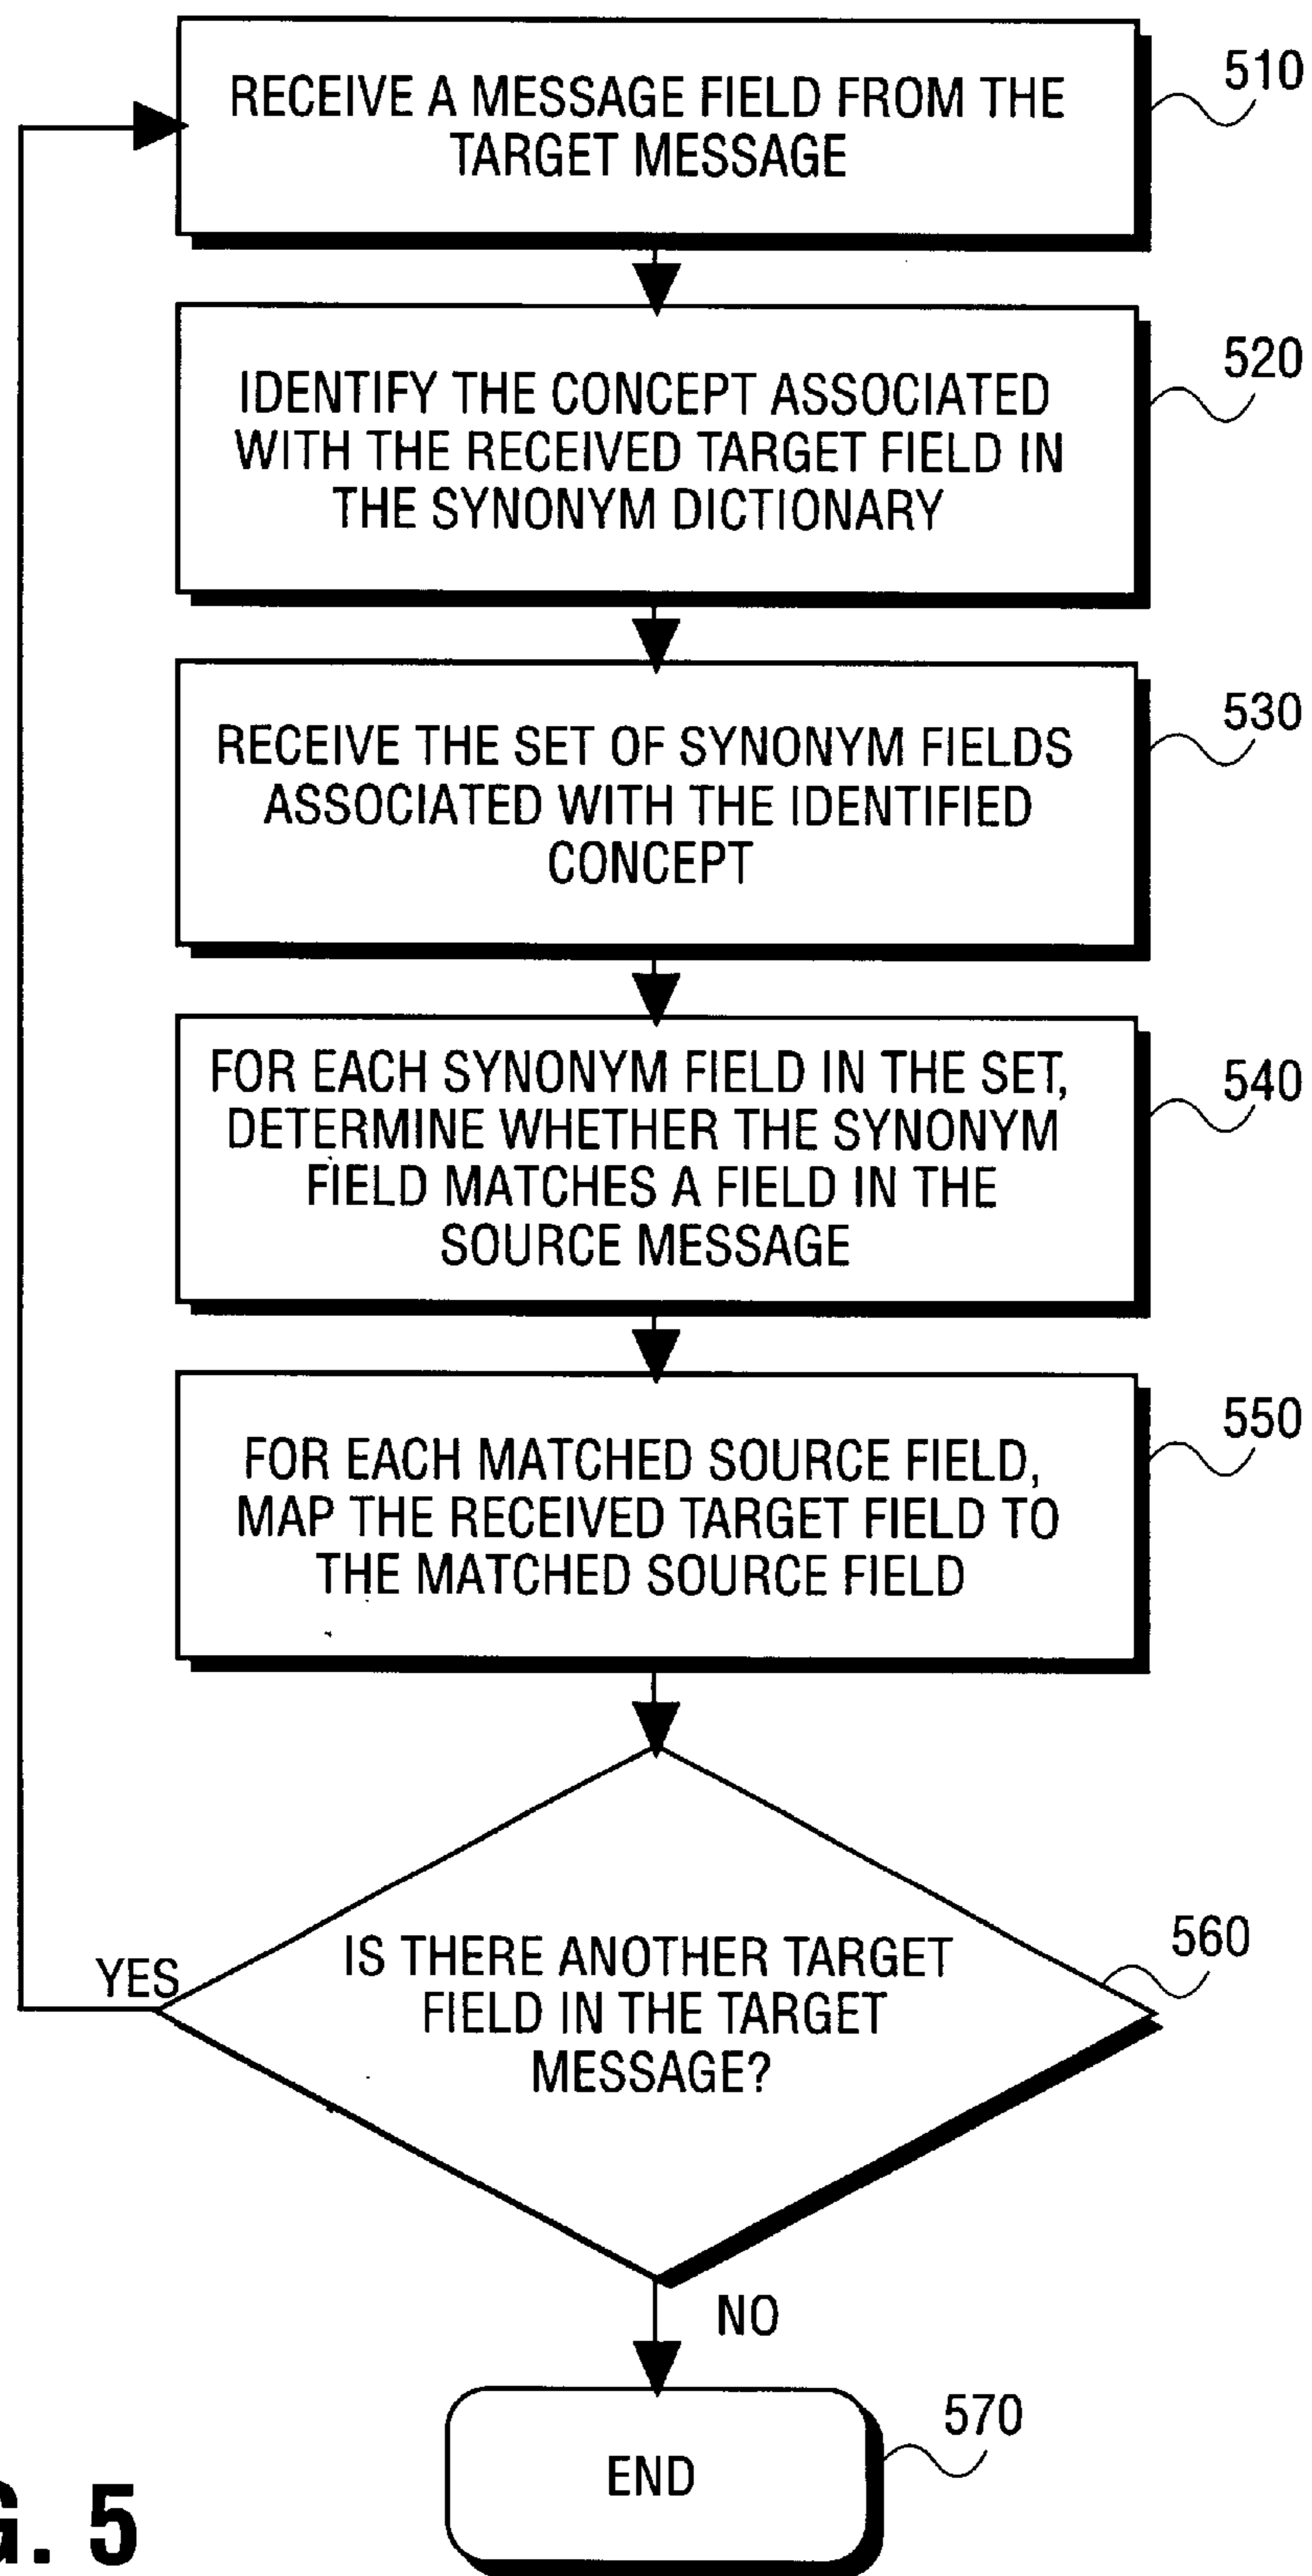 RECEIVE A MESSAGE FIELD FROM THE
TARGET MESSAGE
510
IDENTIFY THE CONCEPT ASSOCIATED
WITH THE RECEIVED TARGET FIELD IN
THE SYNONYM DICTIONARY
520
RECEIVE THE SET OF SYNONYM FIELDS
ASSOCIATED WITH THE IDENTIFIED
CONCEPT
530
FOR EACH SYNONYM FIELD IN THE SET,
DETERMINE WHETHER THE SYNONYM
FIELD MATCHES A FIELD IN THE
SOURCE MESSAGE
540
FOR EACH MATCHED SOURCE FIELD,
MAP THE RECEIVED TARGET FIELD TO
THE MATCHED SOURCE FIELD
550
IS THERE ANOTHER TARGET
FIELD IN THE TARGET
MESSAGE?
560
YES
NO
END
570
G. 5